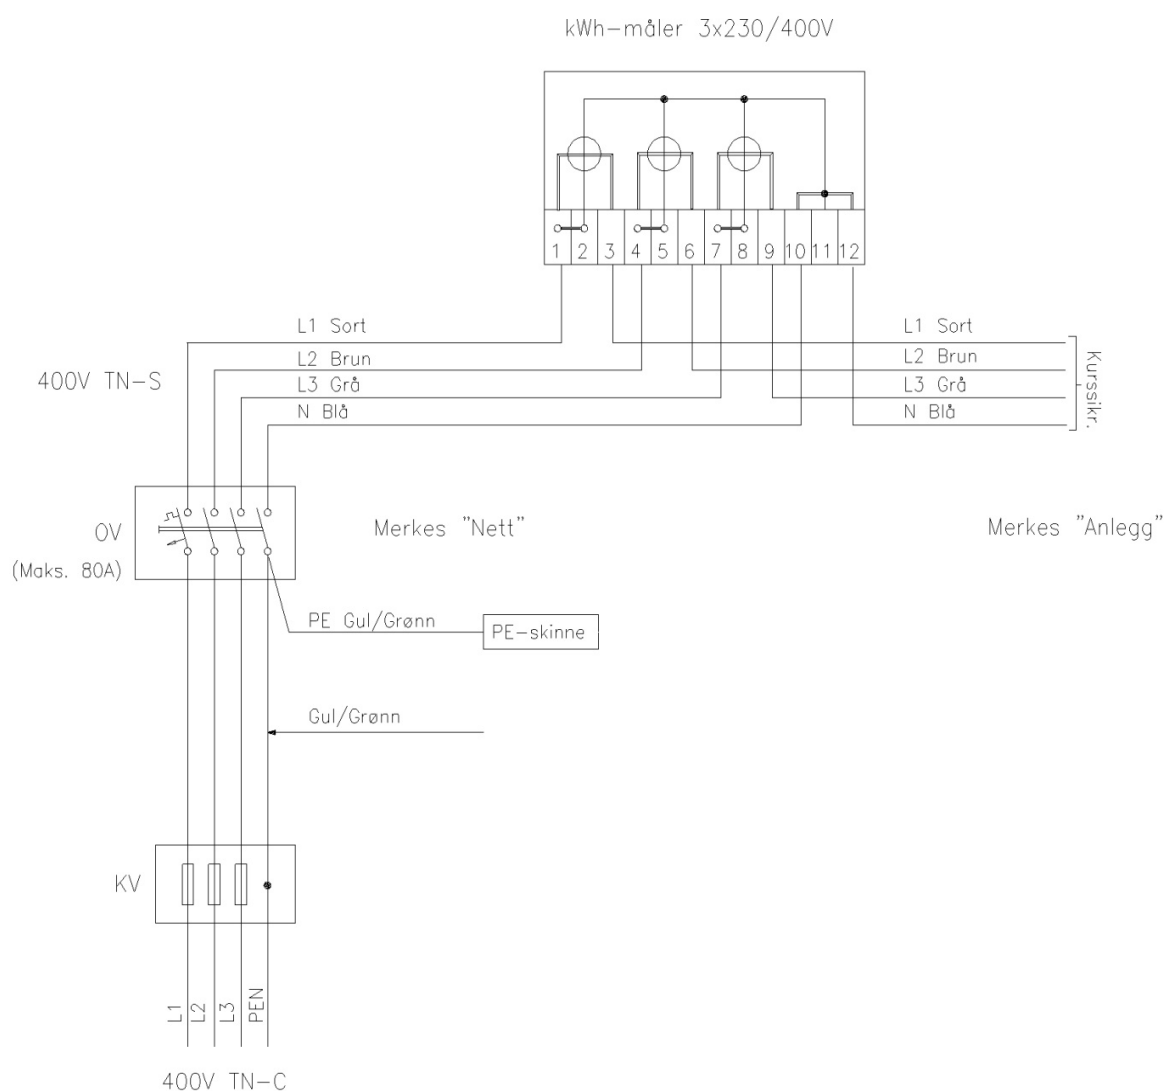 kWh-måler 3x230/400V
1 2 3 4 5 6 7 8 9 10 11 12
L1 Sort
L2 Brun
L3 Grå
N Blå
L1 Sort
L2 Brun
L3 Grå
N Blå
Kurssikr.
400V TN-S
OV
(Maks. 80A)
Merkes "Nett"
Merkes "Anlegg"
PE Gul/Grønn
PE-skinne
Gul/Grønn
KV
L1
L2
L3
PEN
400V TN-C